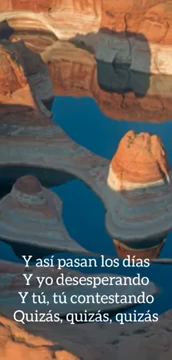 Y así pasan los días
Y yo desesperando
Y tú, tú contestando
Quizás, quizás, quizás